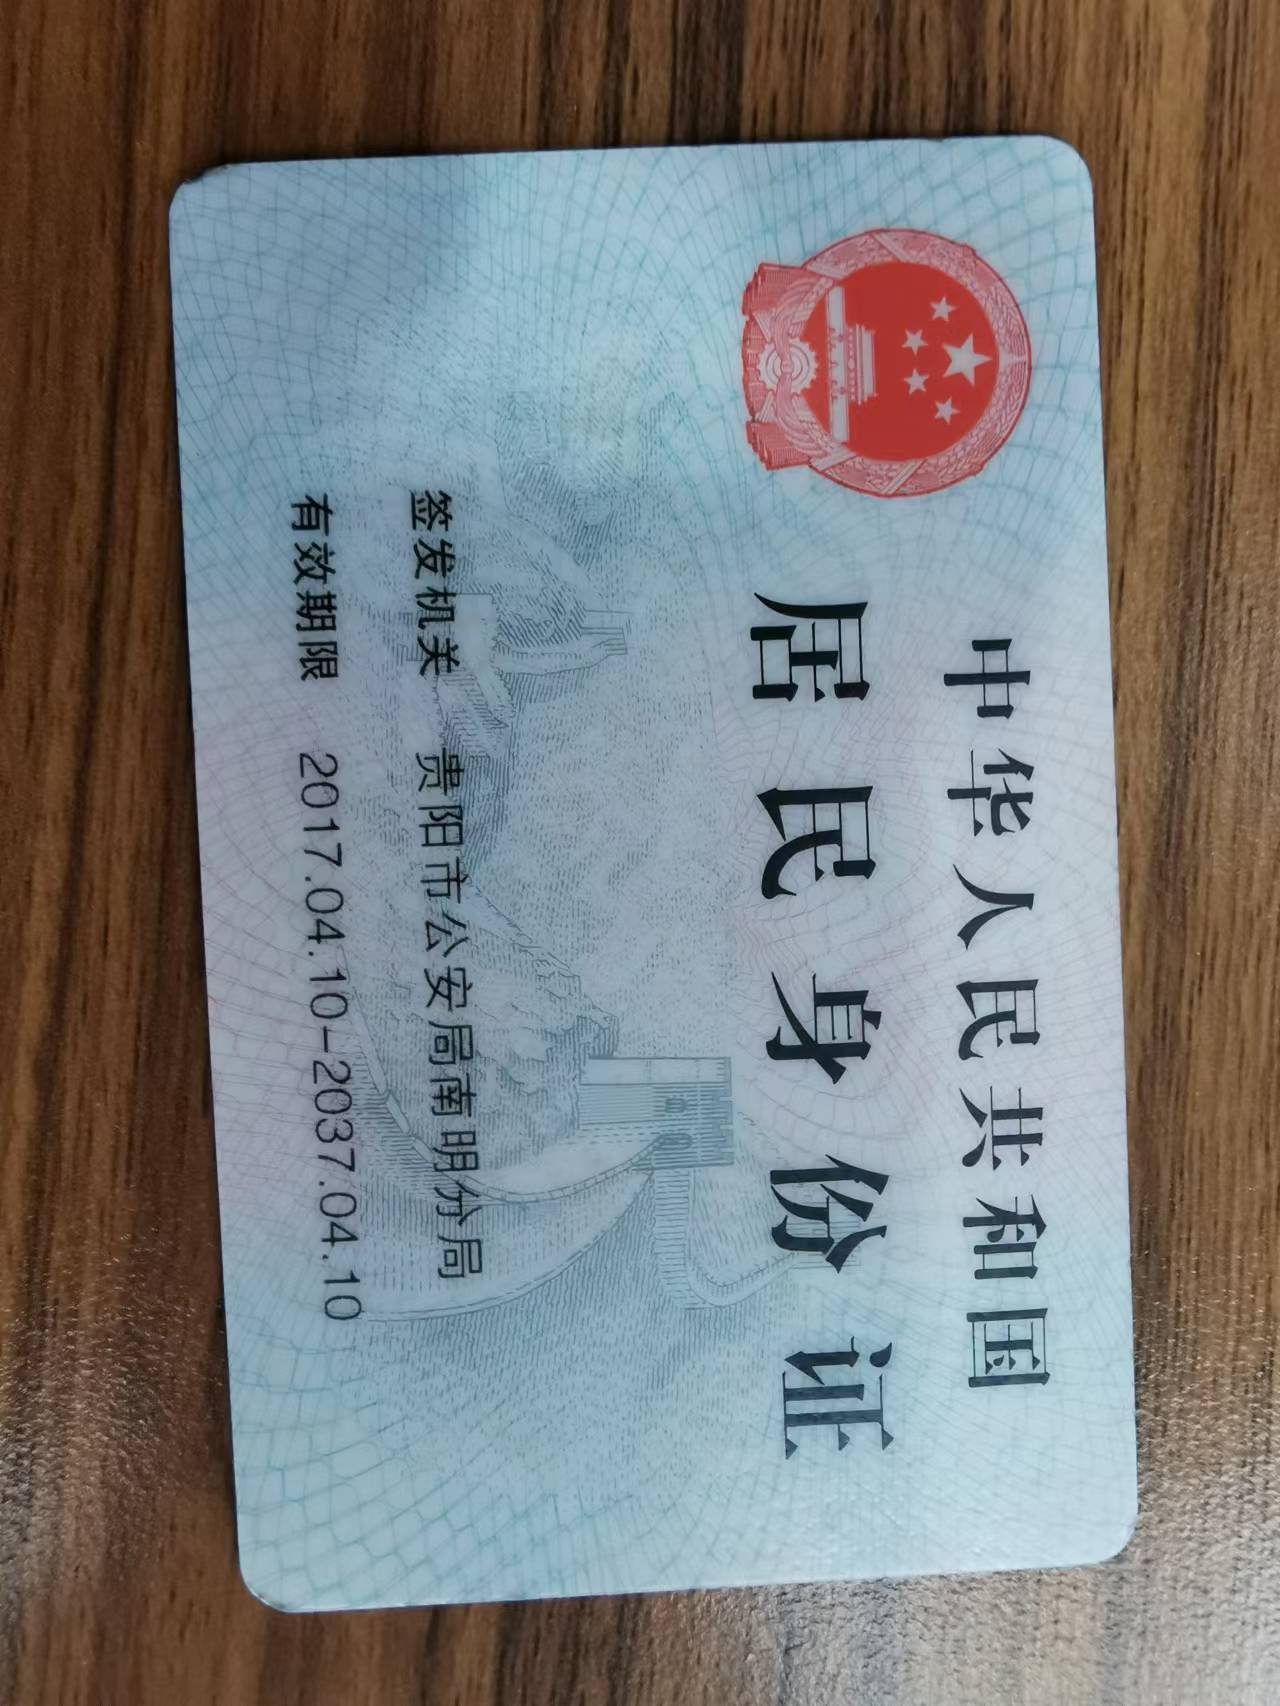 中华人民共和国
居民身份证
签发机关 贵阳市公安局南明分局
有效期限 2017.04.10-2037.04.10